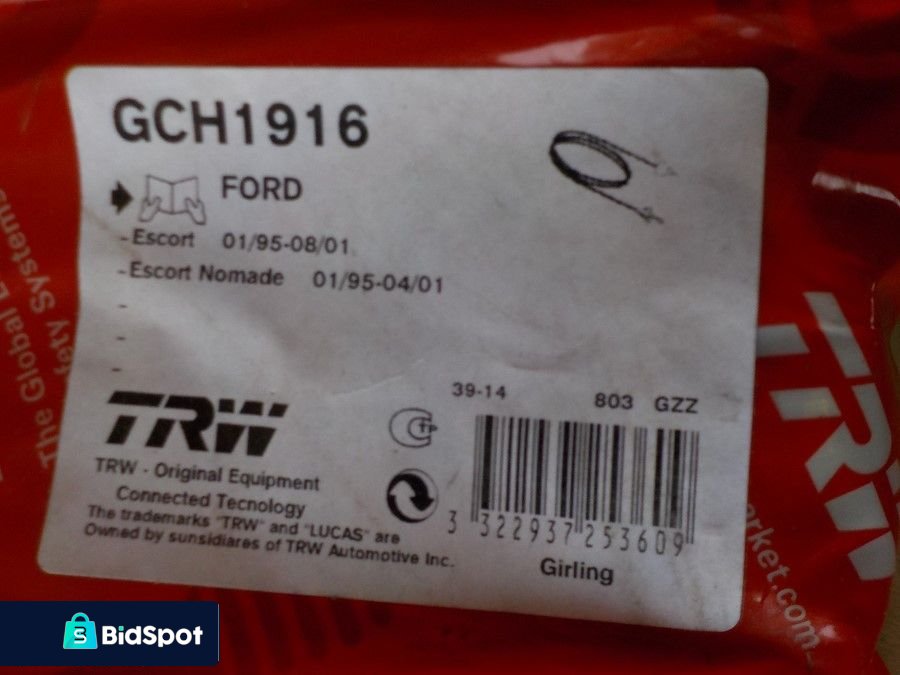 GCH1916
FORD
- Escort 01/95-08/01
- Escort Nomade 01/95-04/01
-
-
-
39-14 803 GZZ
TRW
CTP
TRW - Original Equipment
Connected Tecnology
The trademarks "TRW" and "LUCAS" are
Owned by sunsidiares of TRW Automotive Inc.
3 322937 253609
Girling
The Global
fety Systems
TRW
rket.com
BidSpot